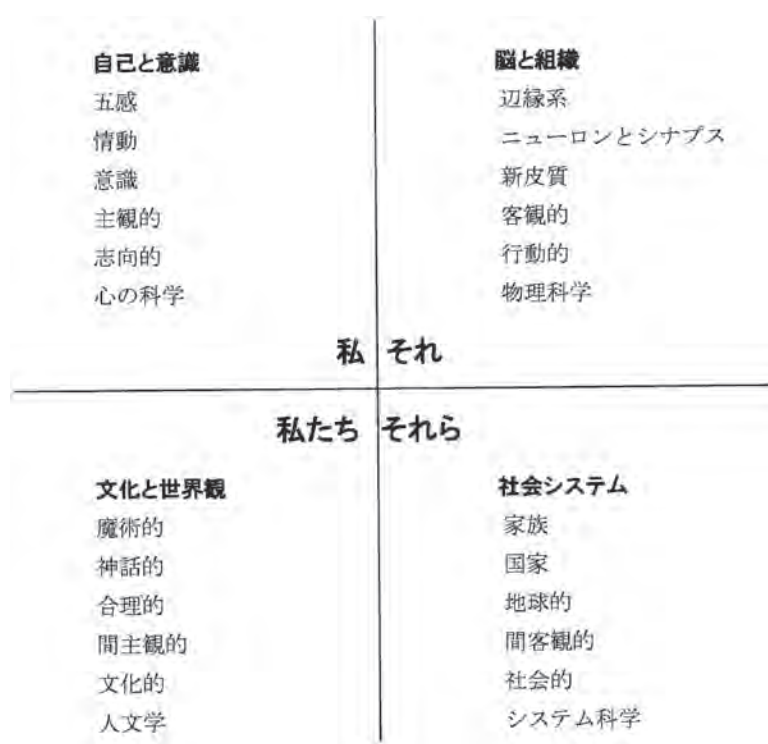 自己と意識
五感
情動
意識
主観的
志向的
心の科学
脳と組織
辺縁系
ニューロンとシナプス
新皮質
客観的
行動的
物理科学
私
それ
私たち
それら
文化と世界観
魔術的
神話的
合理的
間主観的
文化的
人文学
社会システム
家族
国家
地球的
間客観的
社会的
システム科学